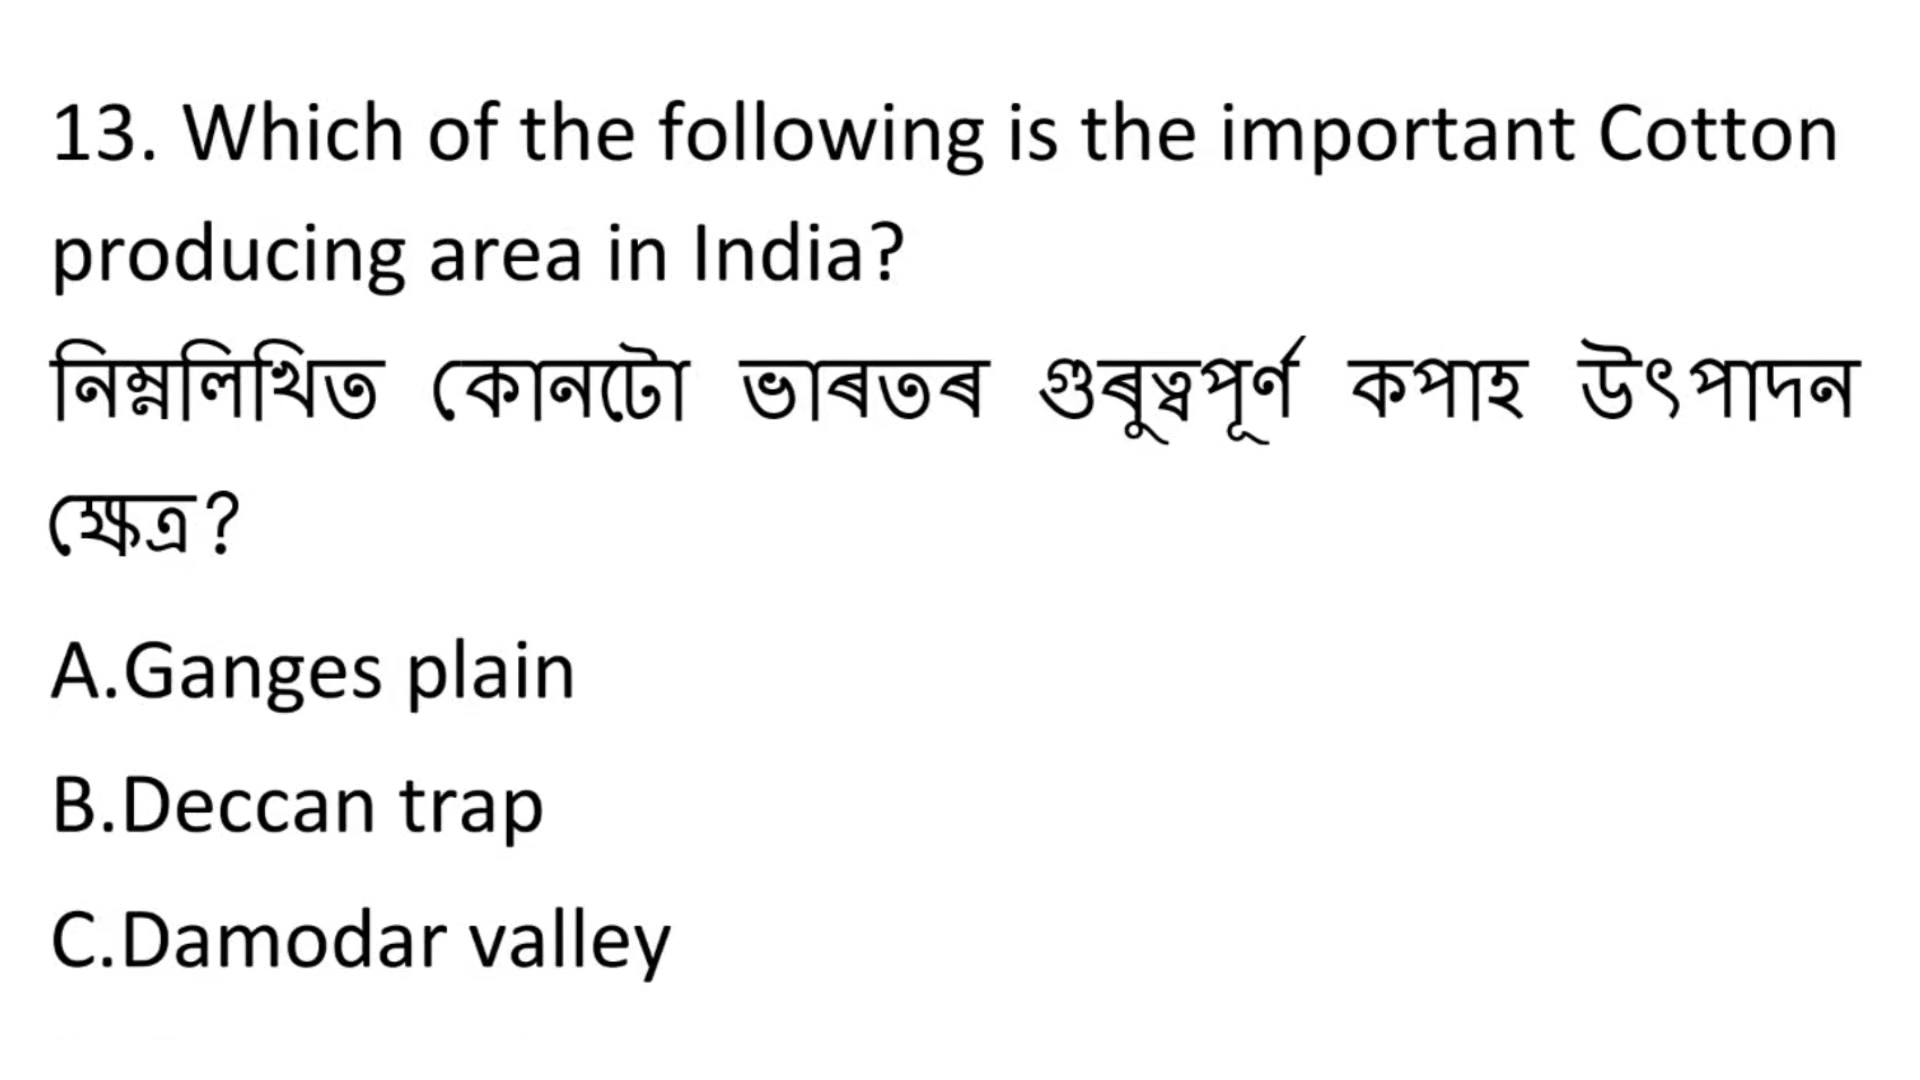 13. Which of the following is the important Cotton
producing area in India?
নিম্নলিখিত কোনটো ভাৰতৰ গুৰুত্বপূৰ্ণ কপাহ উৎপাদন
ক্ষেত্ৰ?
A.Ganges plain
B.Deccan trap
C.Damodar valley